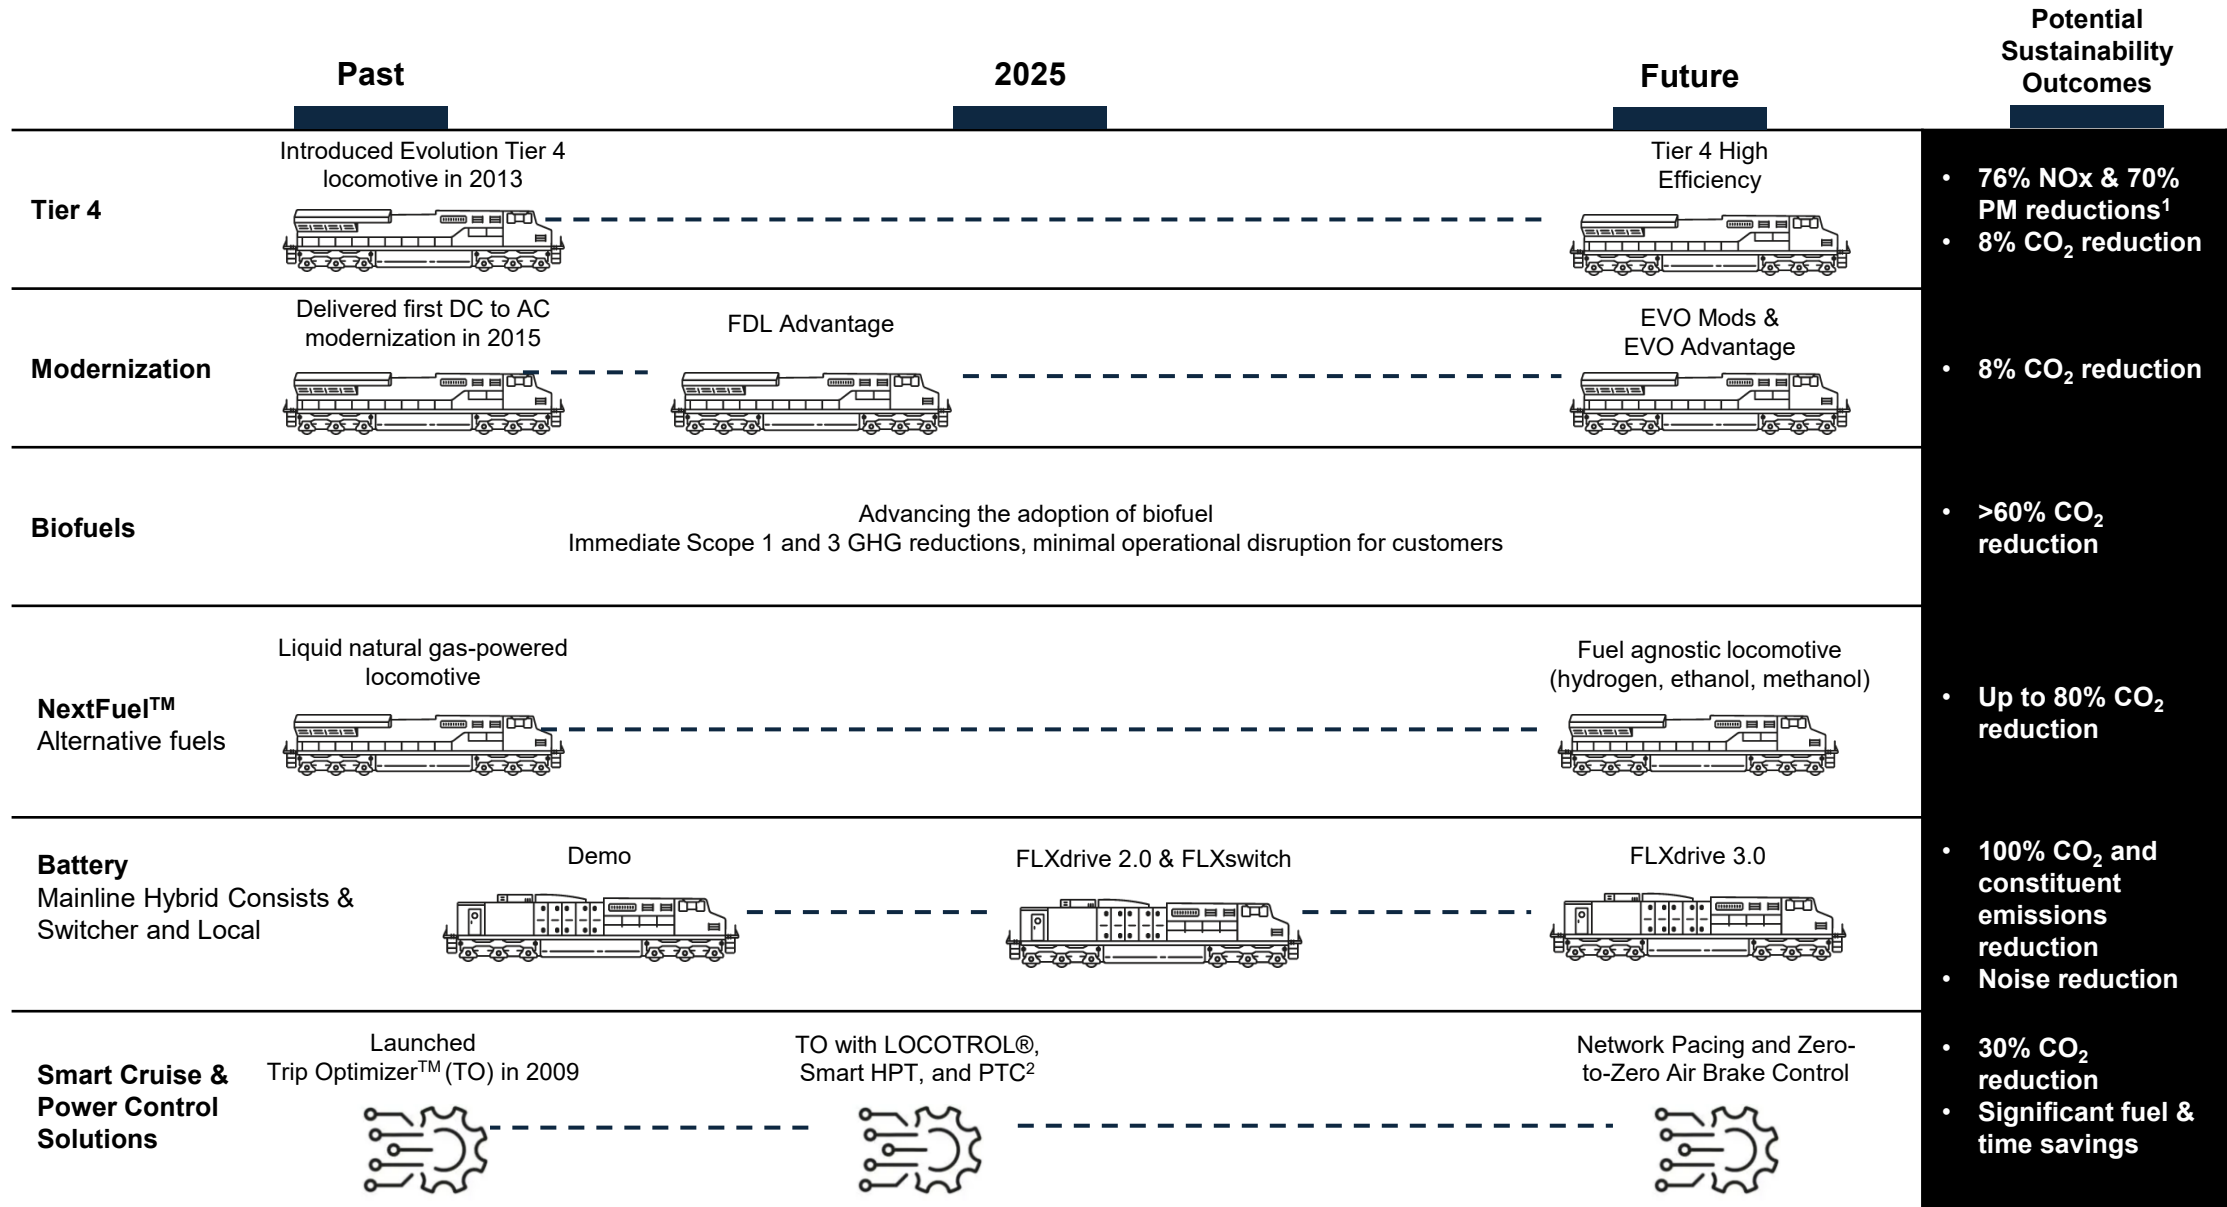 Past
2025
Future
Potential
Sustainability
Outcomes
Tier 4
Introduced Evolution Tier 4
locomotive in 2013
Tier 4 High
Efficiency
• 76% NOx & 70%
PM reductions¹
• 8% CO₂ reduction
Modernization
Delivered first DC to AC
modernization in 2015
FDL Advantage
EVO Mods &
EVO Advantage
• 8% CO₂ reduction
Biofuels
Advancing the adoption of biofuel
Immediate Scope 1 and 3 GHG reductions, minimal operational disruption for customers
• >60% CO₂
reduction
NextFuel™
Alternative fuels
Liquid natural gas-powered
locomotive
Fuel agnostic locomotive
(hydrogen, ethanol, methanol)
• Up to 80% CO₂
reduction
Battery
Mainline Hybrid Consists &
Switcher and Local
Demo
FLXdrive 2.0 & FLXswitch
FLXdrive 3.0
• 100% CO₂ and
constituent
emissions
reduction
• Noise reduction
Smart Cruise &
Power Control
Solutions
Launched
Trip Optimizer™ (TO) in 2009
TO with LOCOTROL®,
Smart HPT, and PTC²
Network Pacing and Zero-
to-Zero Air Brake Control
• 30% CO₂
reduction
• Significant fuel &
time savings